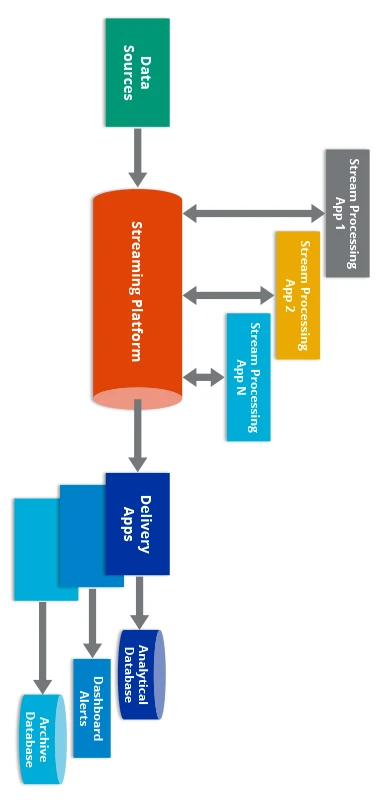 Data
Sources
Streaming Platform
Stream Processing
App 1
Stream Processing
App 2
Stream Processing
App N
Delivery
Apps
Analytical
Database
Dashboard
Alerts
Archive
Database